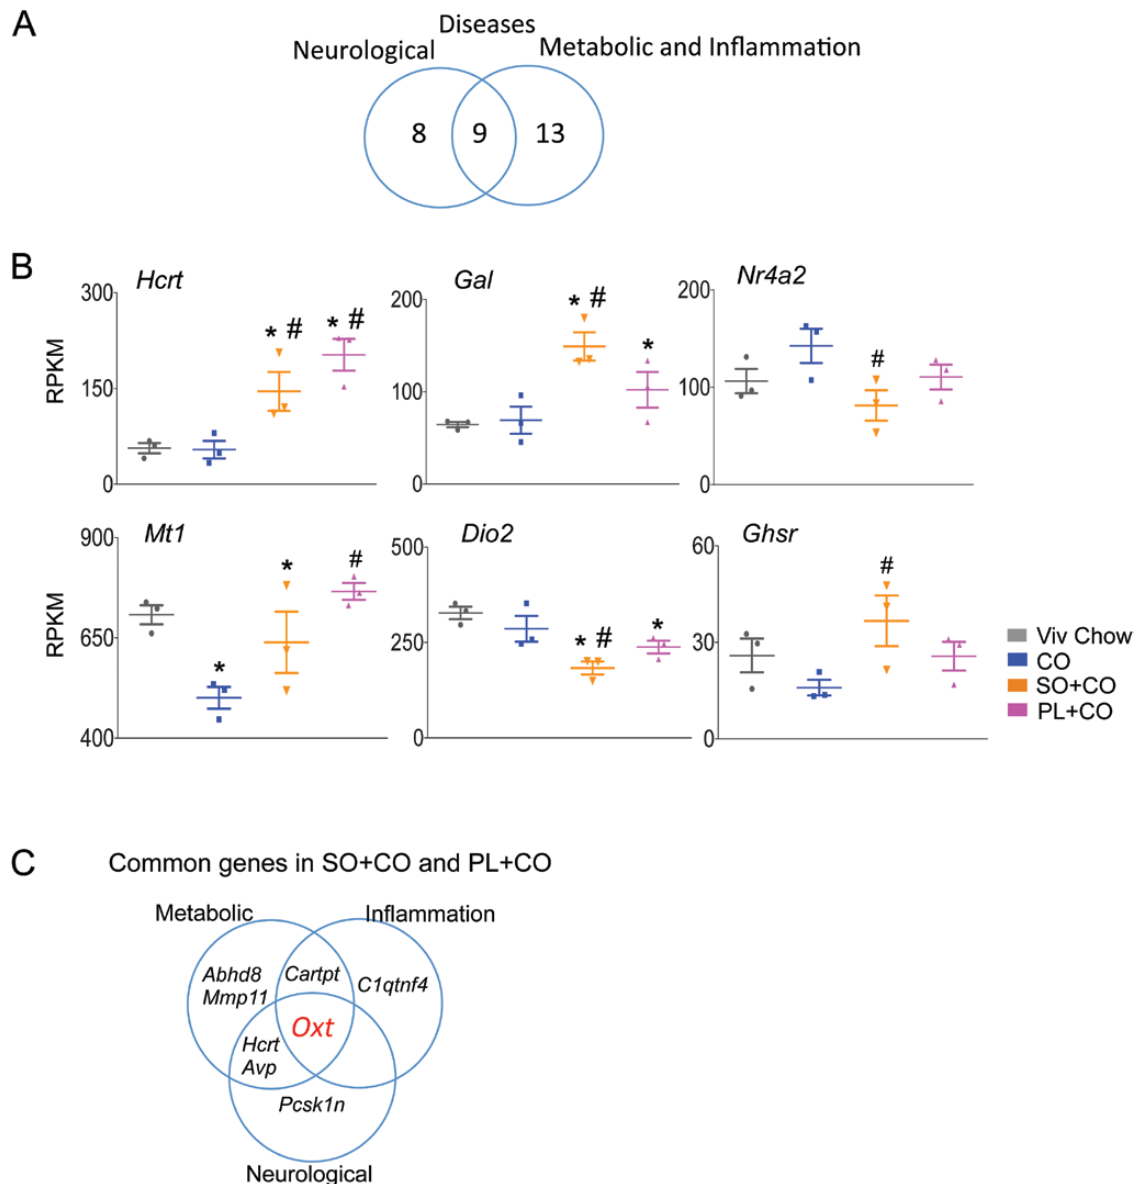 A
Diseases
Neurological
Metabolic and Inflammation
8 9 13
B
Hcrt
RPKM
300
150
0
* #
* #
Gal
200
100
0
* #
*
Nr4a2
200
100
0
#
Mt1
RPKM
900
650
400
*
*
#
Dio2
500
250
0
* #
*
Ghsr
60
30
0
#
Viv Chow
CO
SO+CO
PL+CO
C
Common genes in SO+CO and PL+CO
Metabolic
Inflammation
Abhd8
Mmp11
Cartpt
C1qtnf4
Oxt
Hcrt
Avp
Pcsk1n
Neurological